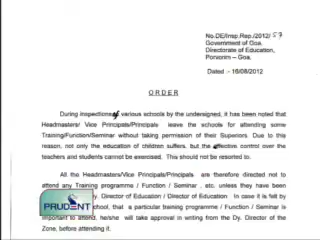 No.DE/Insp.Rep./2012/ 57
Government of Goa.
Directorate of Education,
Porvorim – Goa.
Dated :- 16/08/2012
O R D E R
During inspections of various schools by the undersigned, it has been noted that
Headmasters/ Vice Principals/Principals leave the schools for attending some
Training/Function/Seminar without taking permission of their Superiors. Due to this
reason, not only the education of children suffers, but the effective control over the
teachers and students cannot be exercised. This should not be resorted to.
All the Headmasters/Vice Principals/Principals are therefore directed not to
attend any Training programme / Function / Seminar , etc. unless they have been
Dy. Director of Education / Director of Education. In case it is felt by
school, that a particular training programme / Function / Seminar is
important to attend, he/she will take approval in writing from the Dy. Director of the
Zone, before attending it.
PRUDENT